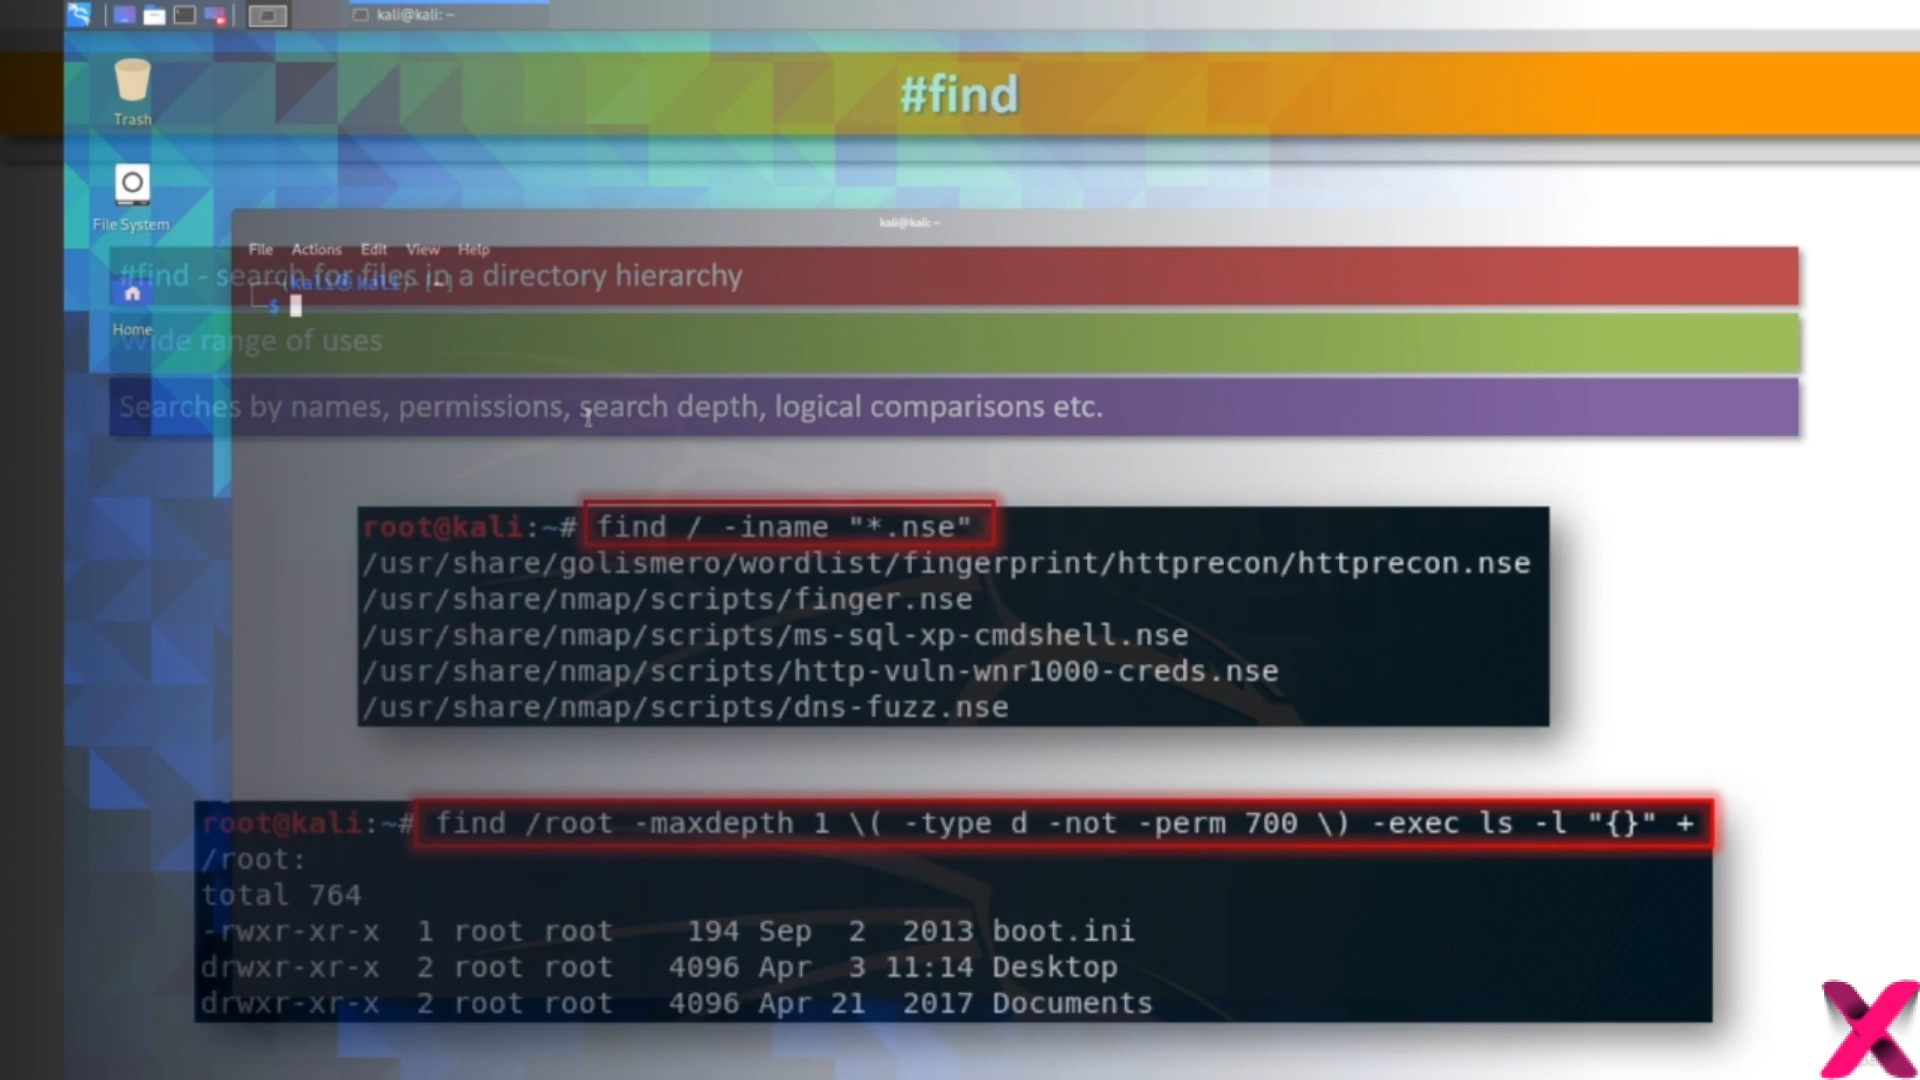 kali@kali: ~
#find
Trash
File System
kali@kali: ~
File Actions Edit View Help
#find - search for files in a directory hierarchy
(kali@kali)-[~]
$
Home
Wide range of uses
Searches by names, permissions, search depth, logical comparisons etc.
root@kali:~# find / -iname "*.nse"
/usr/share/golismero/wordlist/fingerprint/httprecon/httprecon.nse
/usr/share/nmap/scripts/finger.nse
/usr/share/nmap/scripts/ms-sql-xp-cmdshell.nse
/usr/share/nmap/scripts/http-vuln-wnr1000-creds.nse
/usr/share/nmap/scripts/dns-fuzz.nse
root@kali:~# find /root -maxdepth 1 \( -type d -not -perm 700 \) -exec ls -l "{}" +
/root:
total 764
-rwxr-xr-x 1 root root 194 Sep 2 2013 boot.ini
drwxr-xr-x 2 root root 4096 Apr 3 11:14 Desktop
drwxr-xr-x 2 root root 4096 Apr 21 2017 Documents